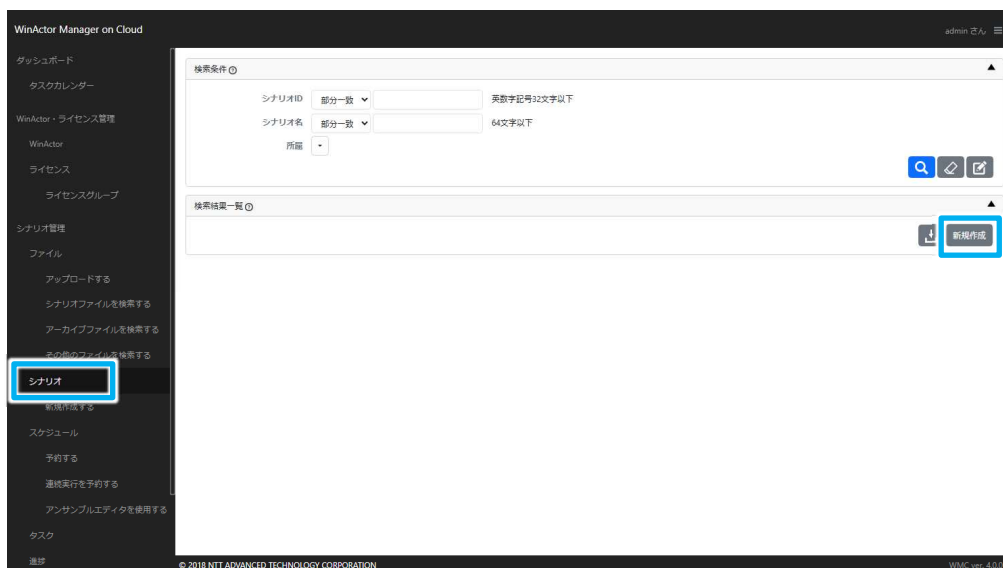 WinActor Manager on Cloud
admin さん
ダッシュボード
タスクカレンダー
WinActor・ライセンス管理
WinActor
ライセンス
ライセンスグループ
シナリオ管理
ファイル
アップロードする
シナリオファイルを検索する
アーカイブファイルを検索する
その他のファイルを検索する
シナリオ
新規作成する
スケジュール
予約する
連続実行を予約する
アンサンブルエディタを使用する
タスク
進捗
検索条件
シナリオID 部分一致 英数字記号32文字以下
シナリオ名 部分一致 64文字以下
所属
検索結果一覧
新規作成
© 2018 NTT ADVANCED TECHNOLOGY CORPORATION
WMC ver. 4.0.0